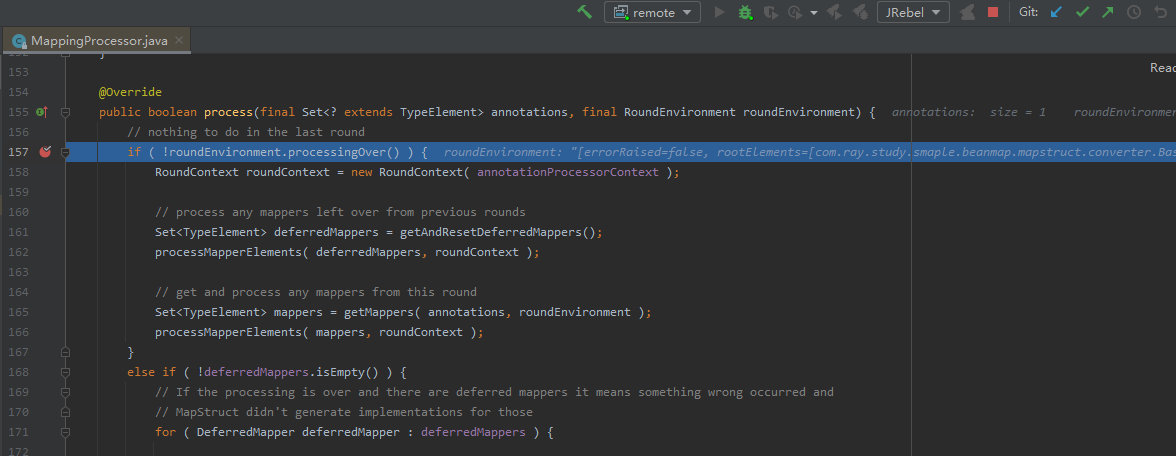 remote JRebel Git:
MappingProcessor.java
Reac
153
154 @Override
155 public boolean process(final Set<? extends TypeElement> annotations, final RoundEnvironment roundEnvironment) { annotations: size = 1 roundEnvironmen
156 // nothing to do in the last round
157 if ( !roundEnvironment.processingOver() ) { roundEnvironment: "[errorRaised=false, rootElements=[com.ray.study.smaple.beanmap.mapstruct.converter.Bas
158 RoundContext roundContext = new RoundContext( annotationProcessorContext );
159
160 // process any mappers left over from previous rounds
161 Set<TypeElement> deferredMappers = getAndResetDeferredMappers();
162 processMapperElements( deferredMappers, roundContext );
163
164 // get and process any mappers from this round
165 Set<TypeElement> mappers = getMappers( annotations, roundEnvironment );
166 processMapperElements( mappers, roundContext );
167 }
168 else if ( !deferredMappers.isEmpty() ) {
169 // If the processing is over and there are deferred mappers it means something wrong occurred and
170 // MapStruct didn't generate implementations for those
171 for ( DeferredMapper deferredMapper : deferredMappers ) {
172